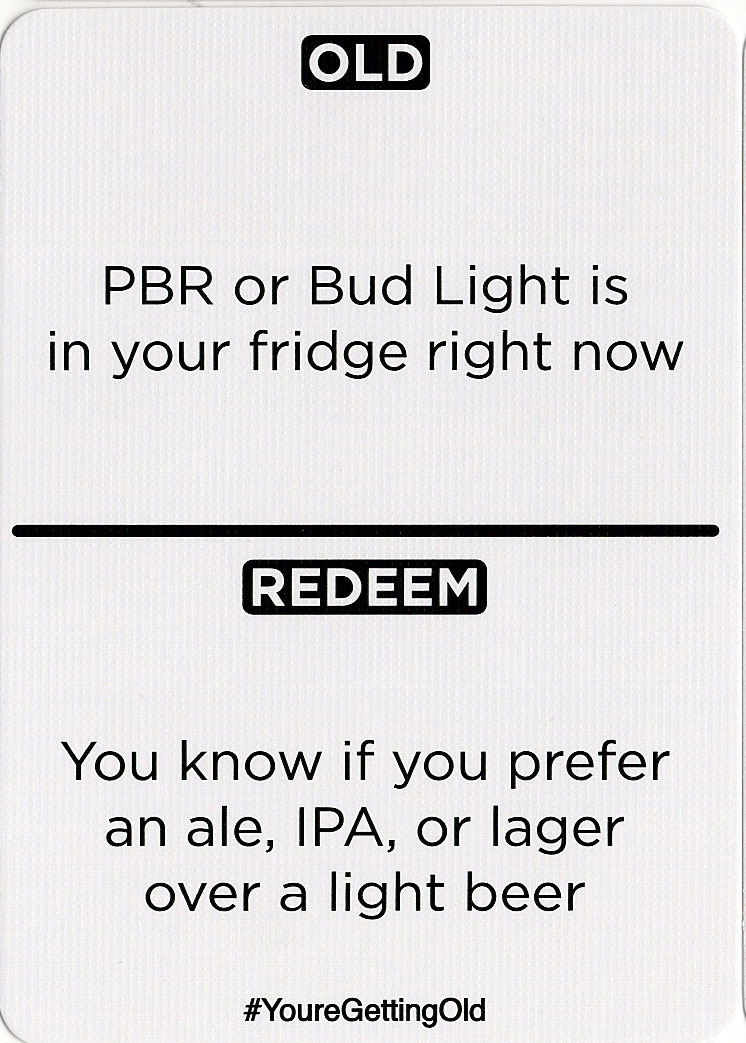 OLD
PBR or Bud Light is
in your fridge right now
REDEEM
You know if you prefer
an ale, IPA, or lager
over a light beer
#YoureGettingOld